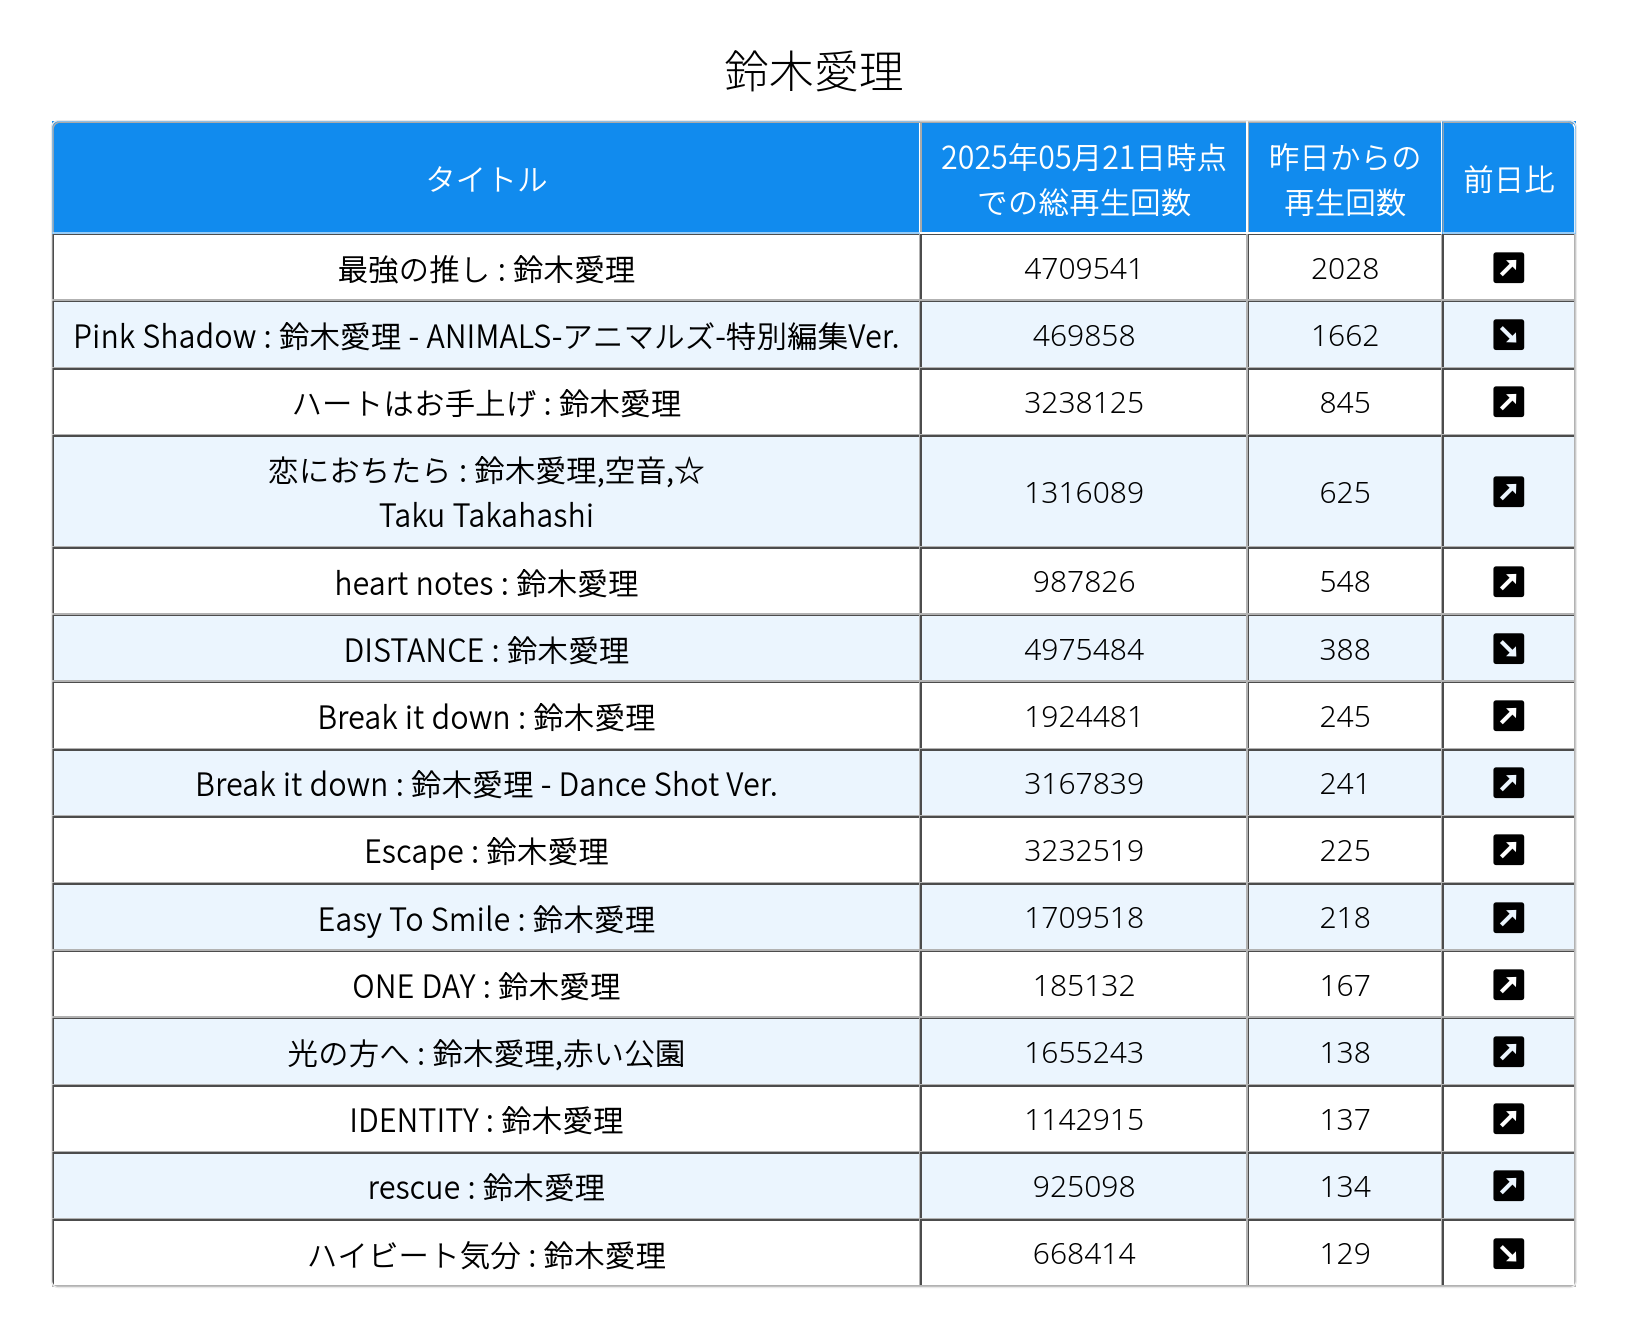 鈴木愛理
タイトル
2025年05月21日時点
での総再生回数
昨日からの
再生回数
前日比
最強の推し : 鈴木愛理 4709541 2028
Pink Shadow : 鈴木愛理 - ANIMALS-アニマルズ-特別編集Ver. 469858 1662
ハートはお手上げ : 鈴木愛理 3238125 845
恋におちたら : 鈴木愛理,空音,☆
Taku Takahashi 1316089 625
heart notes : 鈴木愛理 987826 548
DISTANCE : 鈴木愛理 4975484 388
Break it down : 鈴木愛理 1924481 245
Break it down : 鈴木愛理 - Dance Shot Ver. 3167839 241
Escape : 鈴木愛理 3232519 225
Easy To Smile : 鈴木愛理 1709518 218
ONE DAY : 鈴木愛理 185132 167
光の方へ : 鈴木愛理,赤い公園 1655243 138
IDENTITY : 鈴木愛理 1142915 137
rescue : 鈴木愛理 925098 134
ハイビート気分 : 鈴木愛理 668414 129